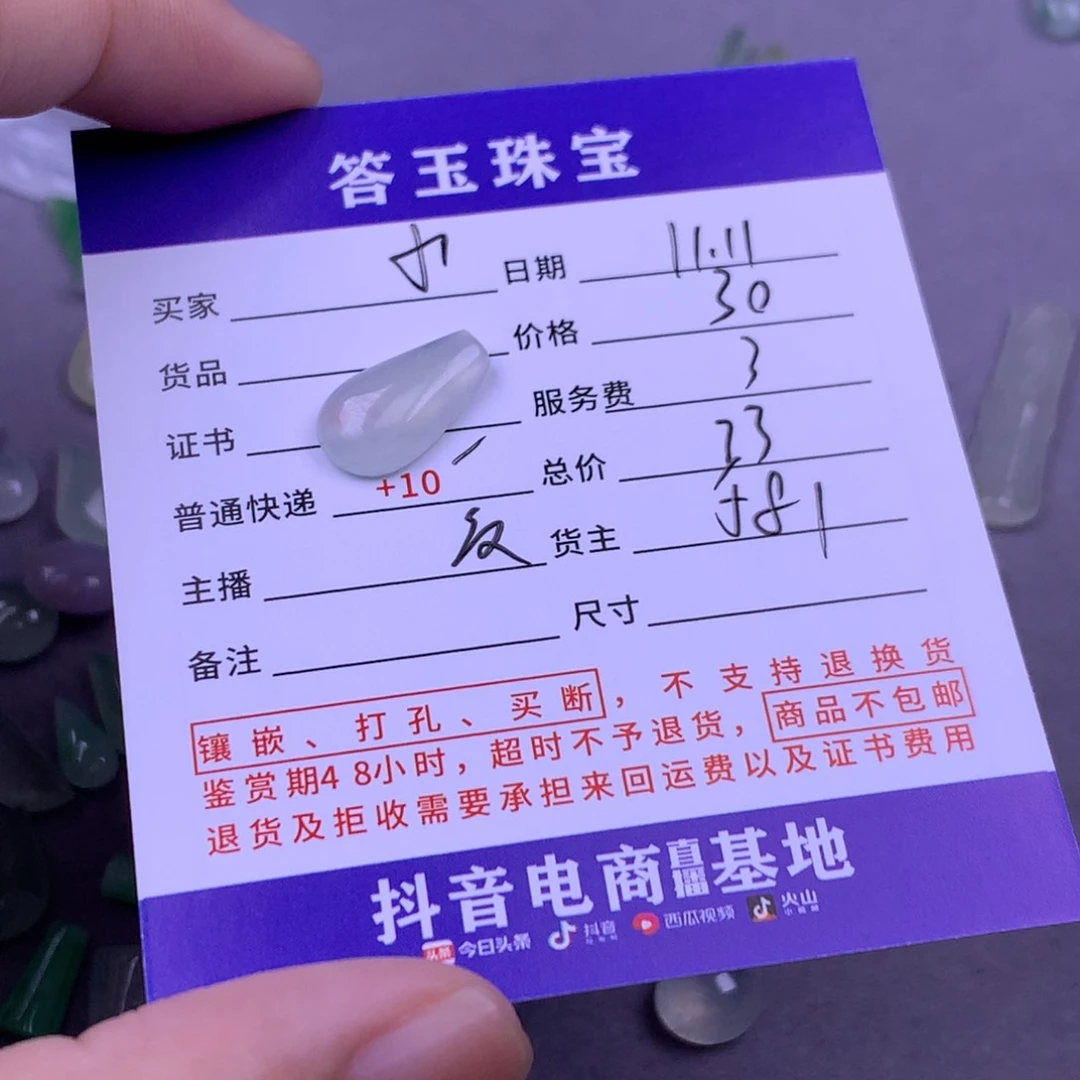 答玉珠宝
买家 小 日期 11.11
货品 价格 30
证书 服务费 3
普通快递 +10 总价 33
主播 货主
备注 尺寸
镶嵌、打孔、买断，不支持退换货
鉴赏期48小时，超时不予退货，商品不包邮
退货及拒收需要承担来回运费以及证书费用
抖音电商直播基地
头条 今日头条 抖音 西瓜视频 火山